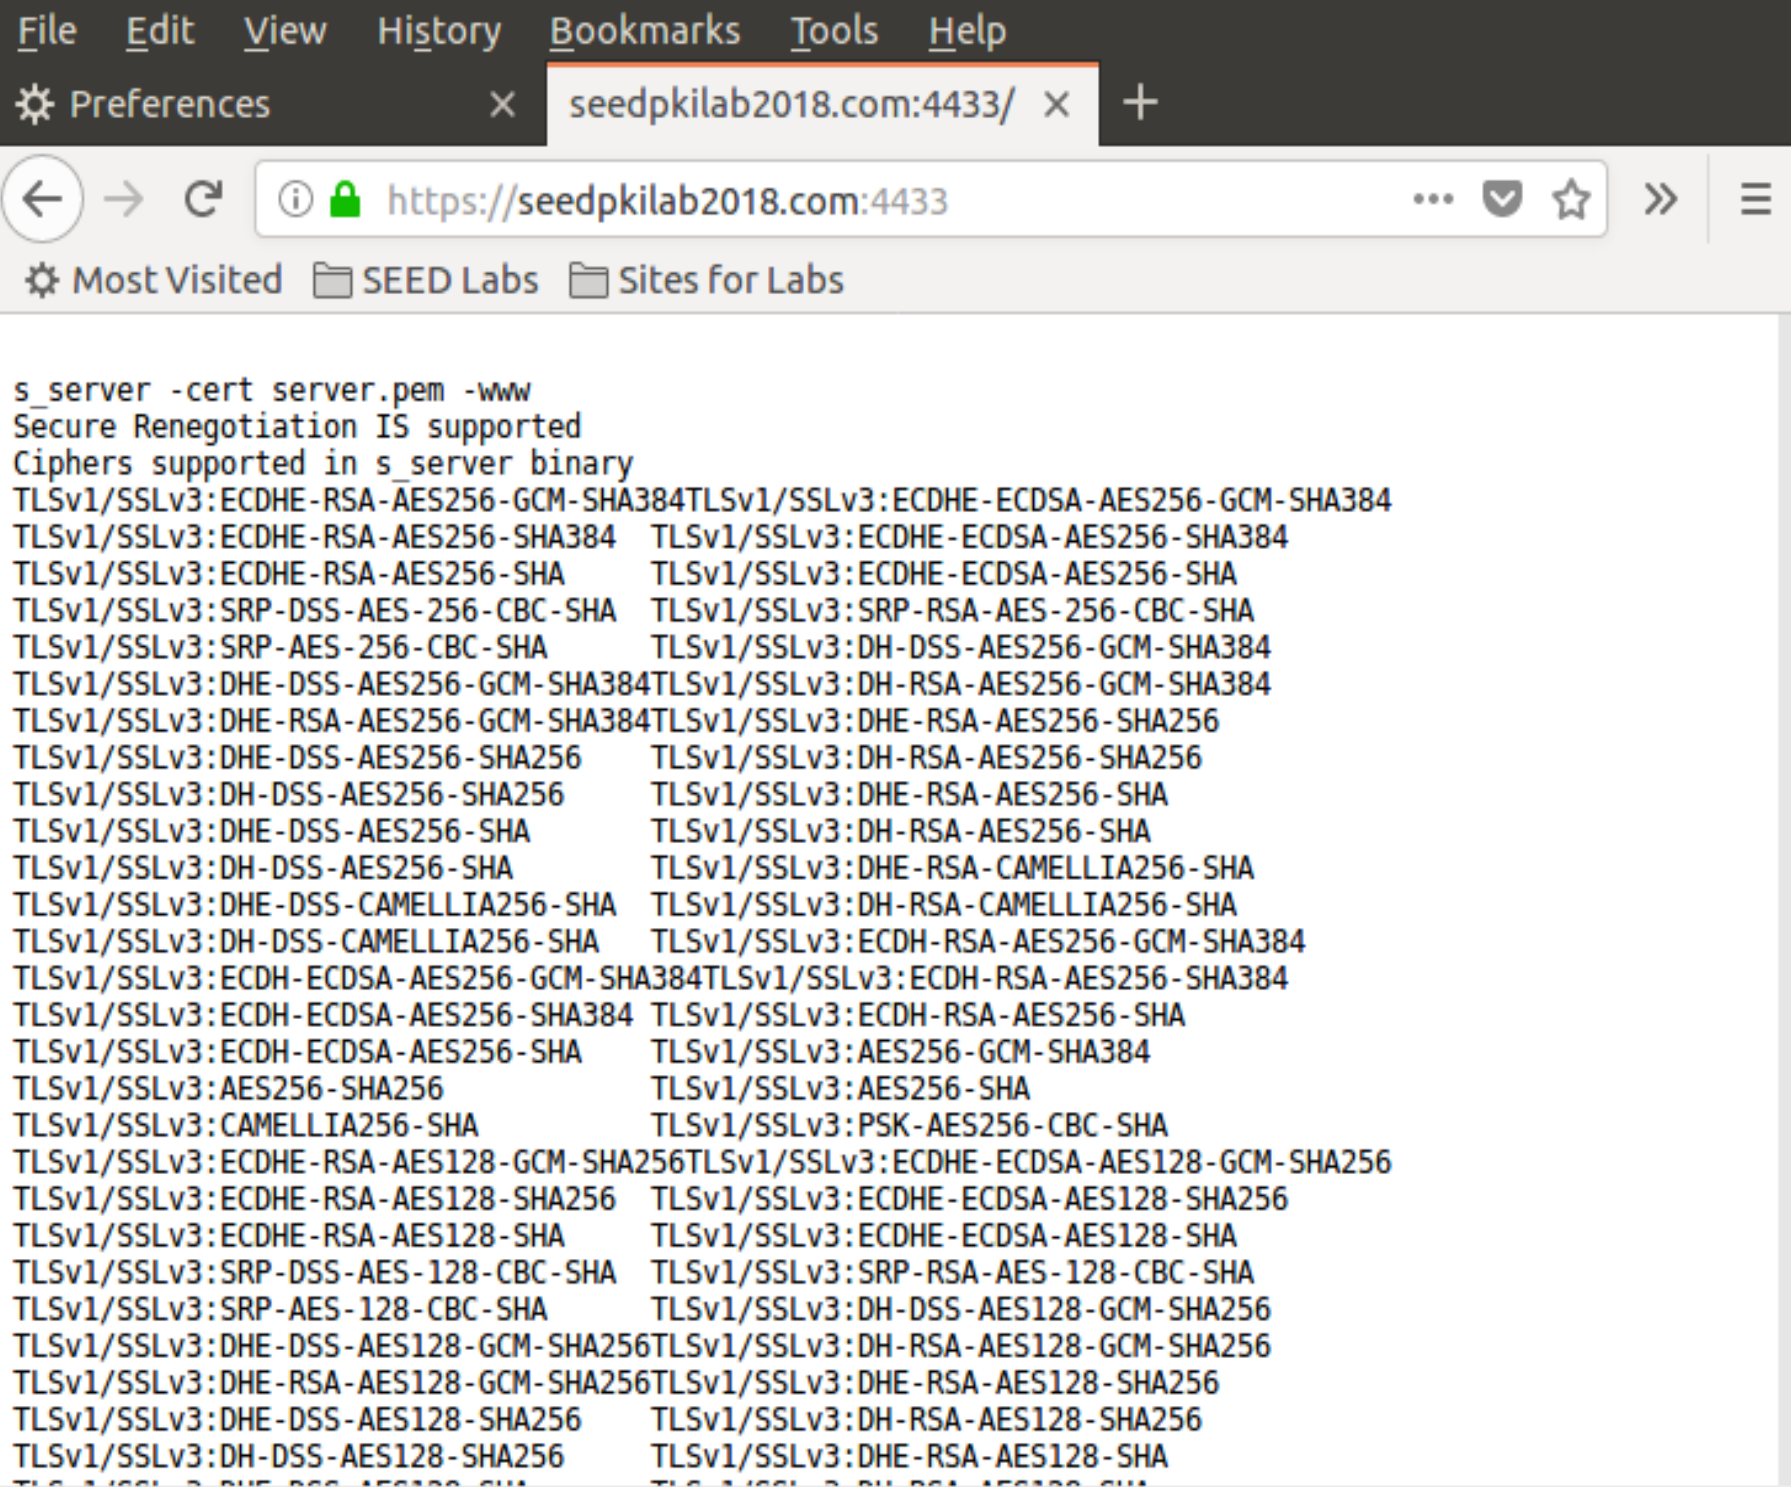 File Edit View History Bookmarks Tools Help
Preferences seedpkilab2018.com:4433/
https://seedpkilab2018.com:4433
Most Visited SEED Labs Sites for Labs
s_server -cert server.pem -www
Secure Renegotiation IS supported
Ciphers supported in s_server binary
TLSv1/SSLv3:ECDHE-RSA-AES256-GCM-SHA384TLSv1/SSLv3:ECDHE-ECDSA-AES256-GCM-SHA384
TLSv1/SSLv3:ECDHE-RSA-AES256-SHA384 TLSv1/SSLv3:ECDHE-ECDSA-AES256-SHA384
TLSv1/SSLv3:ECDHE-RSA-AES256-SHA TLSv1/SSLv3:ECDHE-ECDSA-AES256-SHA
TLSv1/SSLv3:SRP-DSS-AES-256-CBC-SHA TLSv1/SSLv3:SRP-RSA-AES-256-CBC-SHA
TLSv1/SSLv3:SRP-AES-256-CBC-SHA TLSv1/SSLv3:DH-DSS-AES256-GCM-SHA384
TLSv1/SSLv3:DHE-DSS-AES256-GCM-SHA384TLSv1/SSLv3:DH-RSA-AES256-GCM-SHA384
TLSv1/SSLv3:DHE-RSA-AES256-GCM-SHA384TLSv1/SSLv3:DHE-RSA-AES256-SHA256
TLSv1/SSLv3:DHE-DSS-AES256-SHA256 TLSv1/SSLv3:DH-RSA-AES256-SHA256
TLSv1/SSLv3:DH-DSS-AES256-SHA256 TLSv1/SSLv3:DHE-RSA-AES256-SHA
TLSv1/SSLv3:DHE-DSS-AES256-SHA TLSv1/SSLv3:DH-RSA-AES256-SHA
TLSv1/SSLv3:DH-DSS-AES256-SHA TLSv1/SSLv3:DHE-RSA-CAMELLIA256-SHA
TLSv1/SSLv3:DHE-DSS-CAMELLIA256-SHA TLSv1/SSLv3:DH-RSA-CAMELLIA256-SHA
TLSv1/SSLv3:DH-DSS-CAMELLIA256-SHA TLSv1/SSLv3:ECDH-RSA-AES256-GCM-SHA384
TLSv1/SSLv3:ECDH-ECDSA-AES256-GCM-SHA384TLSv1/SSLv3:ECDH-RSA-AES256-SHA384
TLSv1/SSLv3:ECDH-ECDSA-AES256-SHA384 TLSv1/SSLv3:ECDH-RSA-AES256-SHA
TLSv1/SSLv3:ECDH-ECDSA-AES256-SHA TLSv1/SSLv3:AES256-GCM-SHA384
TLSv1/SSLv3:AES256-SHA256 TLSv1/SSLv3:AES256-SHA
TLSv1/SSLv3:CAMELLIA256-SHA TLSv1/SSLv3:PSK-AES256-CBC-SHA
TLSv1/SSLv3:ECDHE-RSA-AES128-GCM-SHA256TLSv1/SSLv3:ECDHE-ECDSA-AES128-GCM-SHA256
TLSv1/SSLv3:ECDHE-RSA-AES128-SHA256 TLSv1/SSLv3:ECDHE-ECDSA-AES128-SHA256
TLSv1/SSLv3:ECDHE-RSA-AES128-SHA TLSv1/SSLv3:ECDHE-ECDSA-AES128-SHA
TLSv1/SSLv3:SRP-DSS-AES-128-CBC-SHA TLSv1/SSLv3:SRP-RSA-AES-128-CBC-SHA
TLSv1/SSLv3:SRP-AES-128-CBC-SHA TLSv1/SSLv3:DH-DSS-AES128-GCM-SHA256
TLSv1/SSLv3:DHE-DSS-AES128-GCM-SHA256TLSv1/SSLv3:DH-RSA-AES128-GCM-SHA256
TLSv1/SSLv3:DHE-RSA-AES128-GCM-SHA256TLSv1/SSLv3:DHE-RSA-AES128-SHA256
TLSv1/SSLv3:DHE-DSS-AES128-SHA256 TLSv1/SSLv3:DH-RSA-AES128-SHA256
TLSv1/SSLv3:DH-DSS-AES128-SHA256 TLSv1/SSLv3:DHE-RSA-AES128-SHA